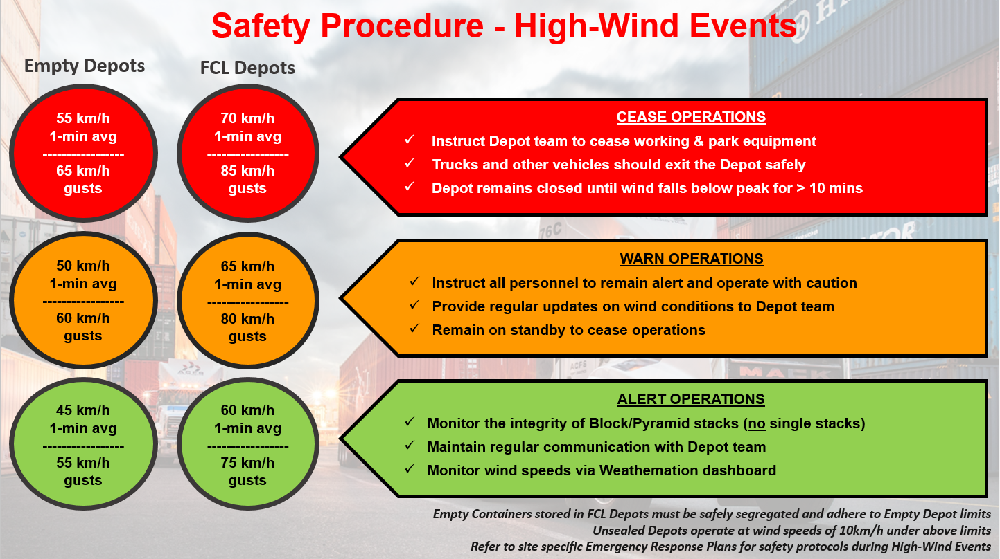 Safety Procedure - High-Wind Events
Empty Depots
FCL Depots
55 km/h
1-min avg
-----------------
65 km/h
gusts
70 km/h
1-min avg
-----------------
85 km/h
gusts
CEASE OPERATIONS
✓ Instruct Depot team to cease working & park equipment
✓ Trucks and other vehicles should exit the Depot safely
✓ Depot remains closed until wind falls below peak for > 10 mins
50 km/h
1-min avg
-----------------
60 km/h
gusts
65 km/h
1-min avg
-----------------
80 km/h
gusts
WARN OPERATIONS
✓ Instruct all personnel to remain alert and operate with caution
✓ Provide regular updates on wind conditions to Depot team
✓ Remain on standby to cease operations
45 km/h
1-min avg
-----------------
55 km/h
gusts
60 km/h
1-min avg
-----------------
75 km/h
gusts
ALERT OPERATIONS
✓ Monitor the integrity of Block/Pyramid stacks (no single stacks)
✓ Maintain regular communication with Depot team
✓ Monitor wind speeds via Weathemation dashboard
Empty Containers stored in FCL Depots must be safely segregated and adhere to Empty Depot limits
Unsealed Depots operate at wind speeds of 10km/h under above limits
Refer to site specific Emergency Response Plans for safety protocols during High-Wind Events
76C
ACFS
MACK